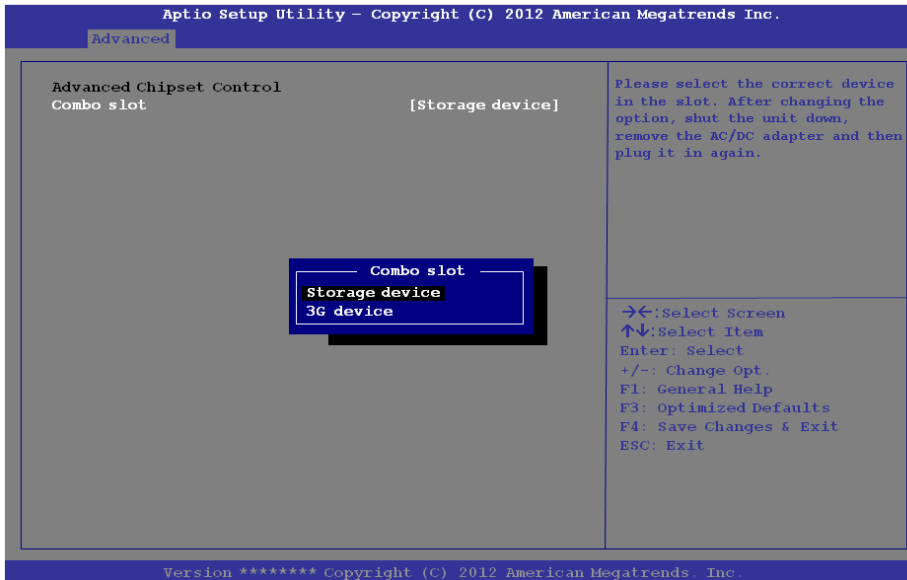 Aptio Setup Utility – Copyright (C) 2012 American Megatrends Inc.
Advanced
Advanced Chipset Control
Combo slot [Storage device]
Please select the correct device
in the slot. After changing the
option, shut the unit down,
remove the AC/DC adapter and then
plug it in again.
Combo slot
Storage device
3G device
→←:Select Screen
↑↓:Select Item
Enter: Select
+/-: Change Opt.
F1: General Help
F3: Optimized Defaults
F4: Save Changes & Exit
ESC: Exit
Version ******** Copyright (C) 2012 American Megatrends. Inc.